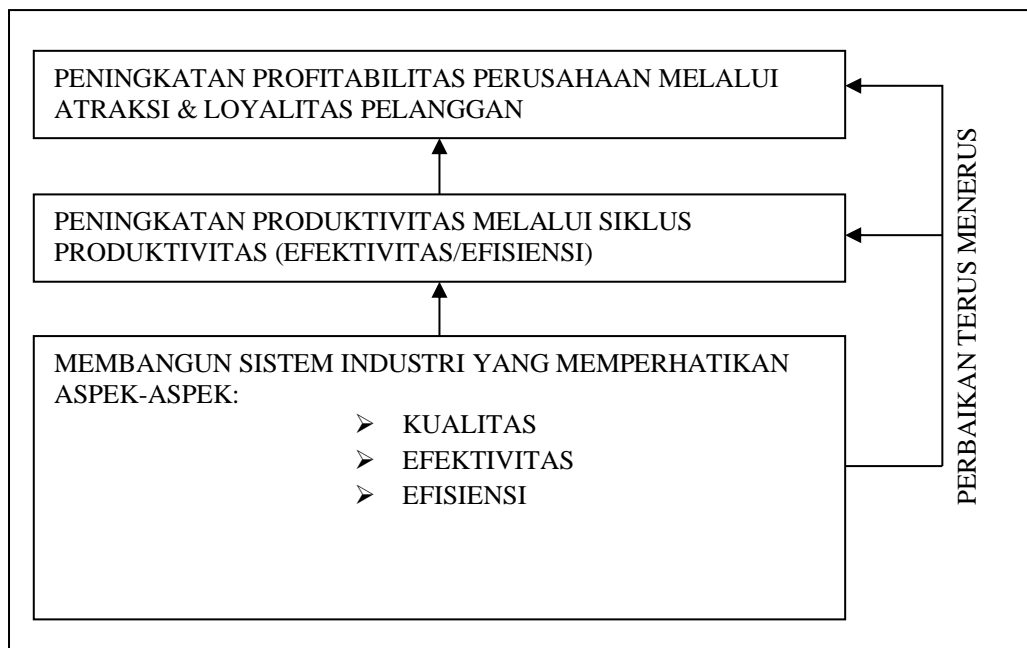 PENINGKATAN PROFITABILITAS PERUSAHAAN MELALUI
ATRAKSI & LOYALITAS PELANGGAN
PENINGKATAN PRODUKTIVITAS MELALUI SIKLUS
PRODUKTIVITAS (EFEKTIVITAS/EFISIENSI)
MEMBANGUN SISTEM INDUSTRI YANG MEMPERHATIKAN
ASPEK-ASPEK:
➢ KUALITAS
➢ EFEKTIVITAS
➢ EFISIENSI
PERBAIKAN TERUS MENERUS